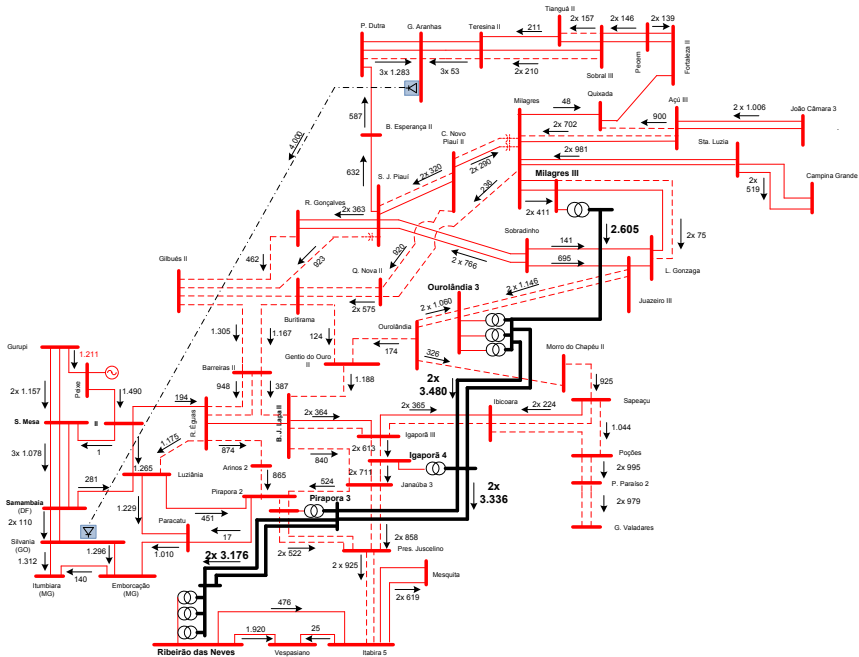 Tianguá II
P. Dutra
G. Aranhas
Teresina II
211
2x 157
2x 146
2x 139
Pecem
Fortaleza II
3x 1.283
3x 53
2x 210
Sobral III
Milagres
48
Quixada
Açú III
João Câmara 3
587
B. Esperança II
4.000
C. Novo
Piauí II
2x 702
900
2 x 1.006
Sta. Luzia
2x 981
632
2x 320
2x 290
236
Milagres III
2x
519
Campina Grande
S. J. Piauí
R. Gonçalves
2x 363
2x 411
2.605
Sobradinho
141
2x 75
Gilbués II
462
923
920
2 x 766
695
L. Gonzaga
Q. Nova II
Ourolândia 3
2 x 1.146
Juazeiro III
Buritirama
2x 575
2 x 1.060
1.305
1.167
124
Ourolândia
174
326
Morro do Chapéu II
Gurupi
1.211
Barreiras II
Gentio do Ouro
II
Peixe
2x
3.480
925
2x 1.157
1.490
194
948
387
1.188
2x 365
Ibicoara
2x 224
Sapeaçu
S. Mesa
II
R. Éguas
B. J. Lapa II
2x 364
Igaporã III
1.044
3x 1.078
1
1.175
874
840
2x 613
Igaporã 4
Poções
281
1.265
Luziânia
Arinos 2
865
524
2x 711
Janaúba 3
2x
3.336
2x 995
P. Paraíso 2
Samambaia
(DF)
1.229
Pirapora 2
Pirapora 3
2x 979
2x 110
451
Paracatu
17
2x 858
G. Valadares
Silvania
(GO)
1.296
1.010
2x 3.176
2x 522
Pres. Juscelino
1.312
140
2 x 925
Mesquita
Itumbiara
(MG)
Emborcação
(MG)
476
2x 619
1.920
25
Ribeirão das Neves
Vespasiano
Itabira 5